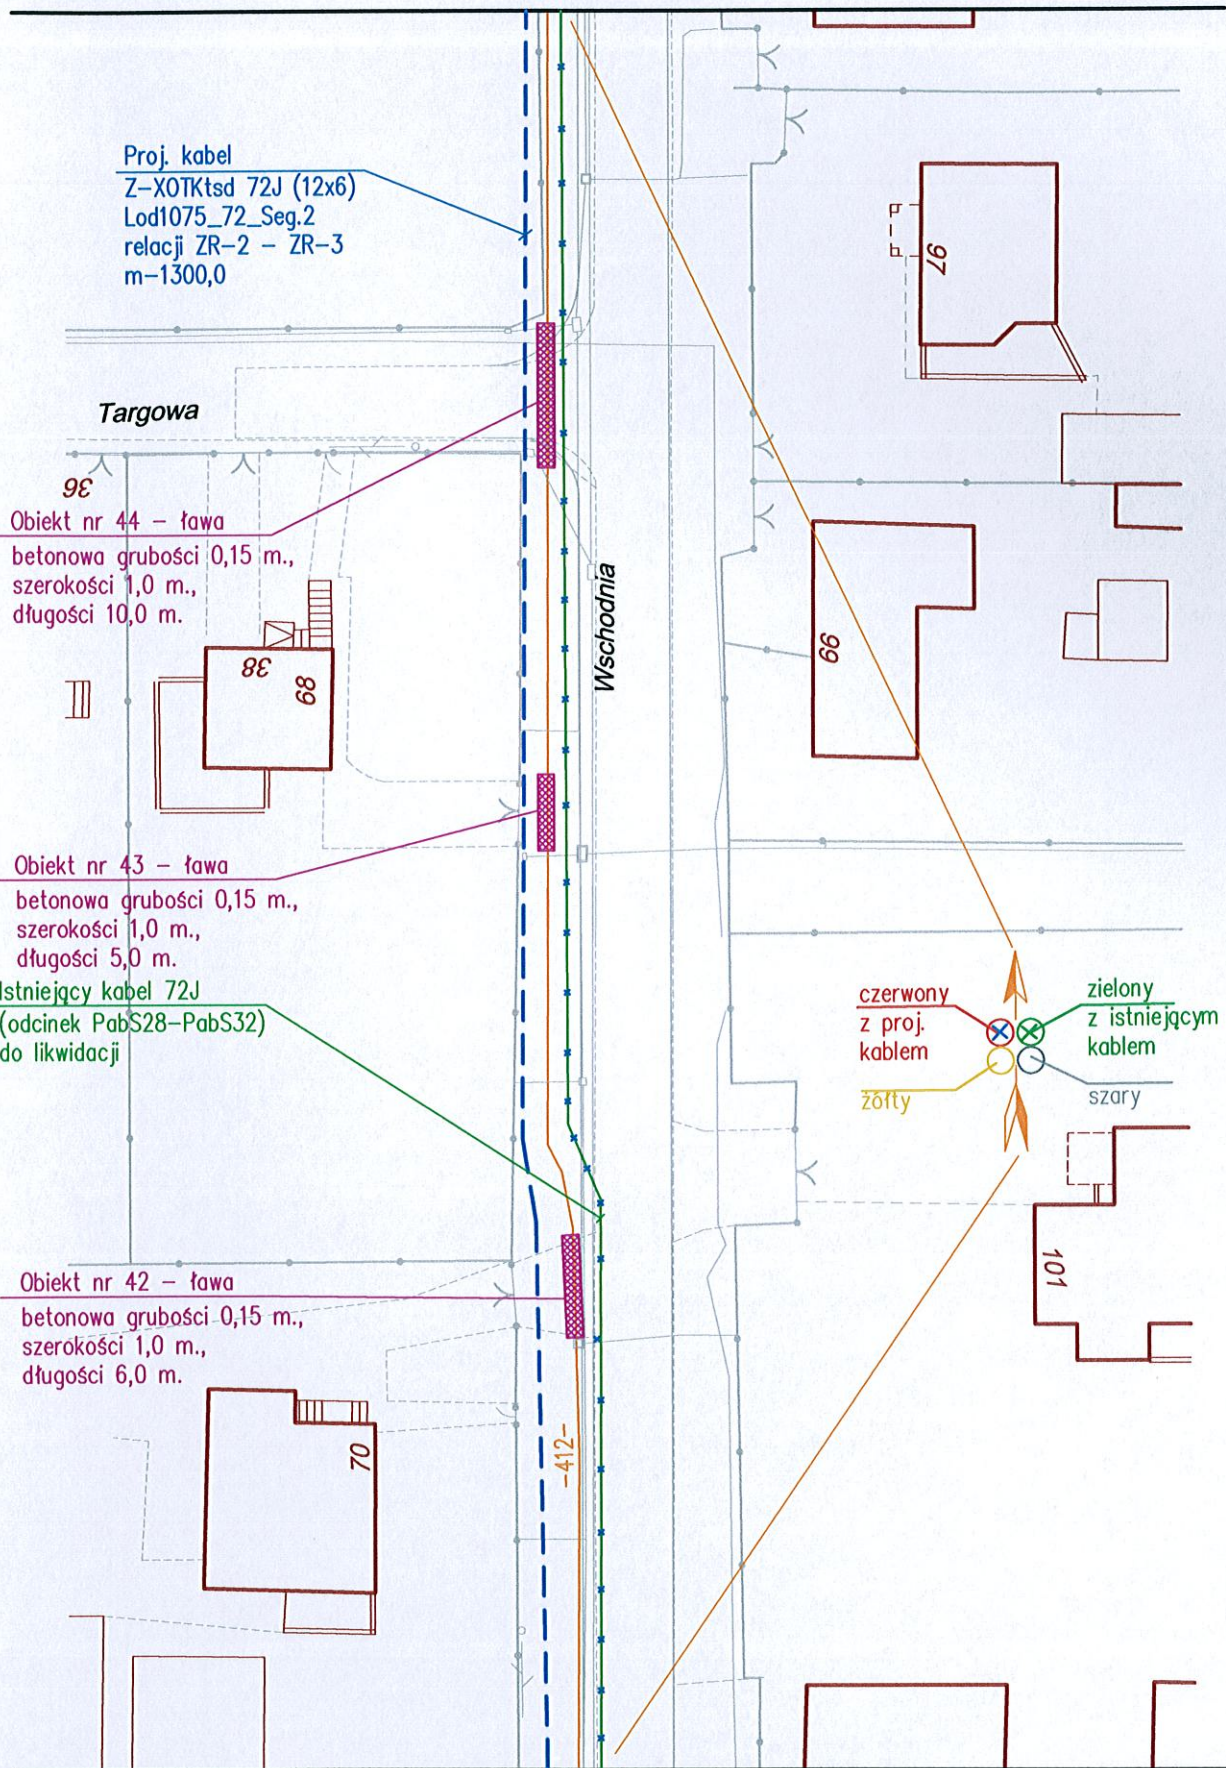 Proj. kabel
Z-XOTKtsd 72J (12x6)
Lod1075_72_Seg.2
relacji ZR-2 - ZR-3
m-1300,0
97
Targowa
36
Obiekt nr 44 - ława
betonowa grubości 0,15 m.,
szerokości 1,0 m.,
długości 10,0 m.
Wschodnia
99
38
89
Obiekt nr 43 - ława
betonowa grubości 0,15 m.,
szerokości 1,0 m.,
długości 5,0 m.
Istniejący kabel 72J
(odcinek PabS28-PabS32)
do likwidacji
czerwony
z proj.
kablem
zielony
z istniejącym
kablem
żółty
szary
101
Obiekt nr 42 - ława
betonowa grubości 0,15 m.,
szerokości 1,0 m.,
długości 6,0 m.
70
-412-